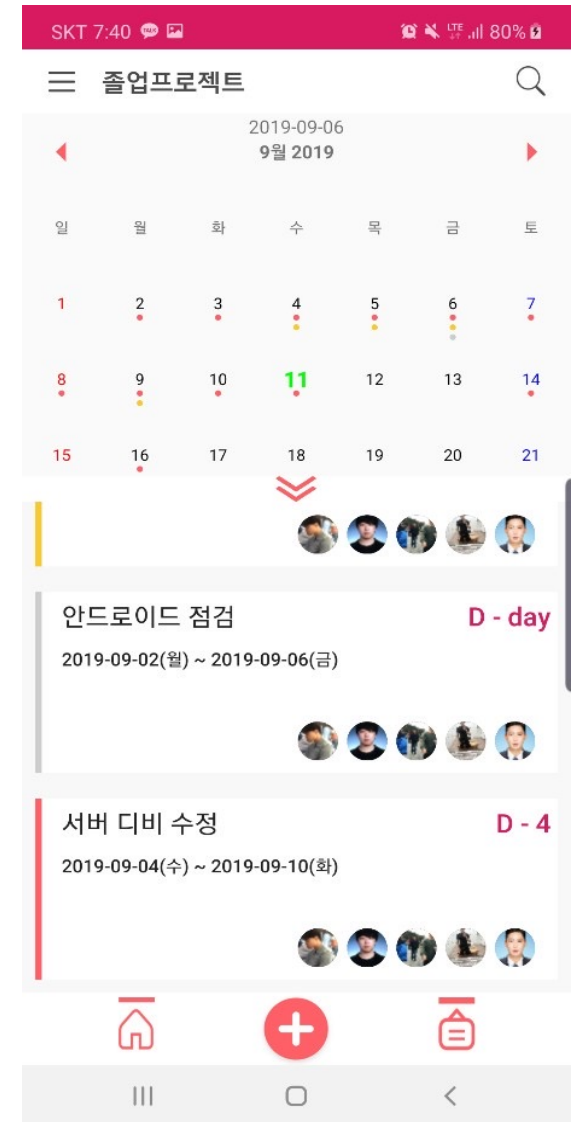 SKT 7:40 TALK LTE 80%
졸업프로젝트
2019-09-06
9월 2019
일 월 화 수 목 금 토
1 2 3 4 5 6 7
8 9 10 11 12 13 14
15 16 17 18 19 20 21
안드로이드 점검 D - day
2019-09-02(월) ~ 2019-09-06(금)
서버 디비 수정 D - 4
2019-09-04(수) ~ 2019-09-10(화)